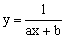 y = 1/(ax + b)